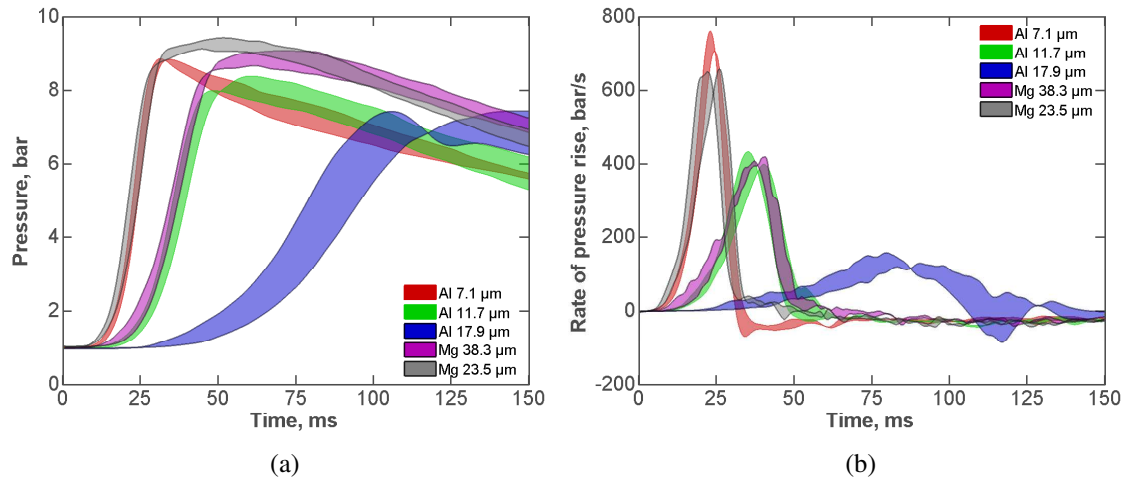 10
8
6
4
2
0
Pressure, bar
0 25 50 75 100 125 150
Time, ms
Al 7.1 µm
Al 11.7 µm
Al 17.9 µm
Mg 38.3 µm
Mg 23.5 µm
(a)
800
600
400
200
0
-200
Rate of pressure rise, bar/s
0 25 50 75 100 125 150
Time, ms
Al 7.1 µm
Al 11.7 µm
Al 17.9 µm
Mg 38.3 µm
Mg 23.5 µm
(b)